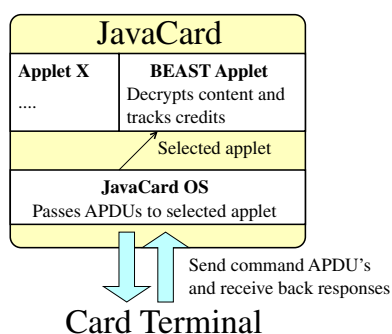 JavaCard
Applet X
....
BEAST Applet
Decrypts content and
tracks credits
Selected applet
JavaCard OS
Passes APDUs to selected applet
Send command APDU's
and receive back responses
Card Terminal